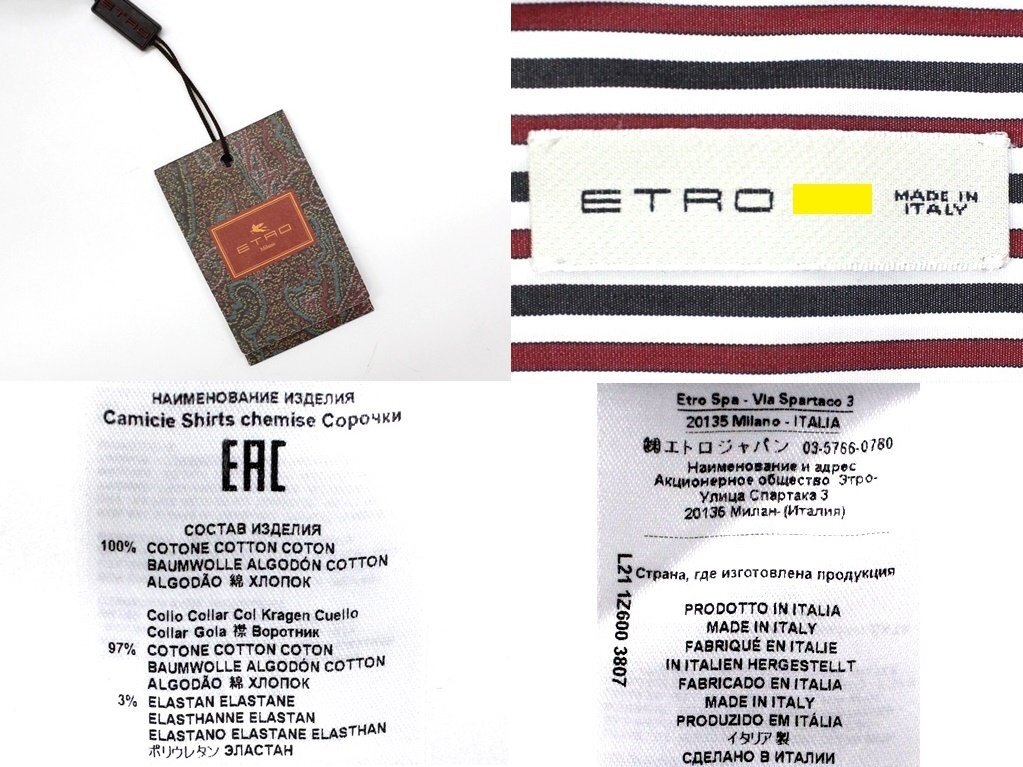 ETRO
ETRO
Milano
ETRO
MADE IN
ITALY
НАИМЕНОВАНИЕ ИЗДЕЛИЯ
Camicie Shirts chemise Сорочки
EAC
СОСТАВ ИЗДЕЛИЯ
100% COTONE COTTON COTON
BAUMWOLLE ALGODÓN COTTON
ALGODÃO 綿 ХЛОПОК
Collo Collar Col Kragen Cuello
Collar Gola 襟 Воротник
97% COTONE COTTON COTON
BAUMWOLLE ALGODÓN COTTON
ALGODÃO 綿 ХЛОПОК
3% ELASTAN ELASTANE
ELASTHANNE ELASTAN
ELASTANO ELASTANE ELASTHAN
ポリウレタン ЭЛАСТАН
Etro Spa - Via Spartaco 3
20135 Milano - ITALIA
㈱エトロジャパン 03-5766-0780
Наименование и адрес
Акционерное общество Этро-
Улица Спартака 3
20136 Милан- (Италия)
Страна, где изготовлена продукция
L21 1Z600 3807
PRODOTTO IN ITALIA
MADE IN ITALY
FABRIQUÉ EN ITALIE
IN ITALIEN HERGESTELLT
FABRICADO EN ITALIA
MADE IN ITALY
PRODUZIDO EM ITÁLIA
イタリア製
СДЕЛАНО В ИТАЛИИ